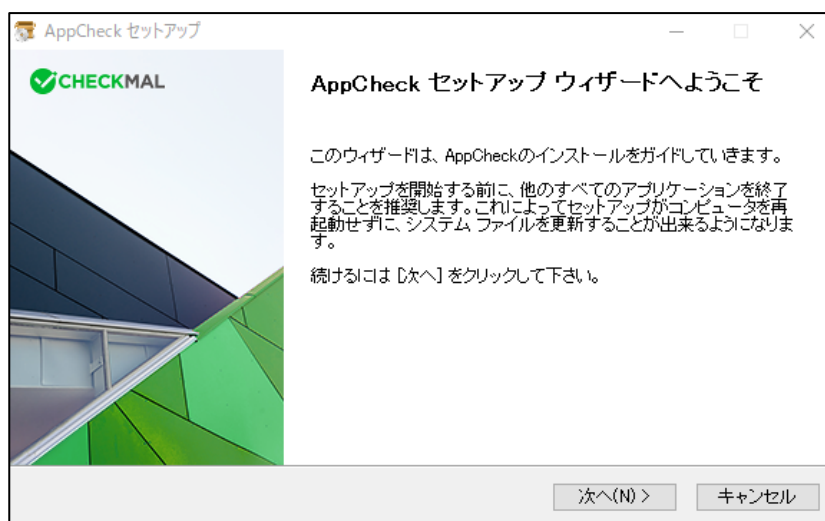 AppCheck セットアップ
CHECKMAL
AppCheck セットアップ ウィザードへようこそ
このウィザードは、AppCheckのインストールをガイドしていきます。
セットアップを開始する前に、他のすべてのアプリケーションを終了
することを推奨します。これによってセットアップがコンピュータを再
起動せずに、システム ファイルを更新することが出来るようになりま
す。
続けるには [次へ] をクリックして下さい。
次へ(N) >
キャンセル